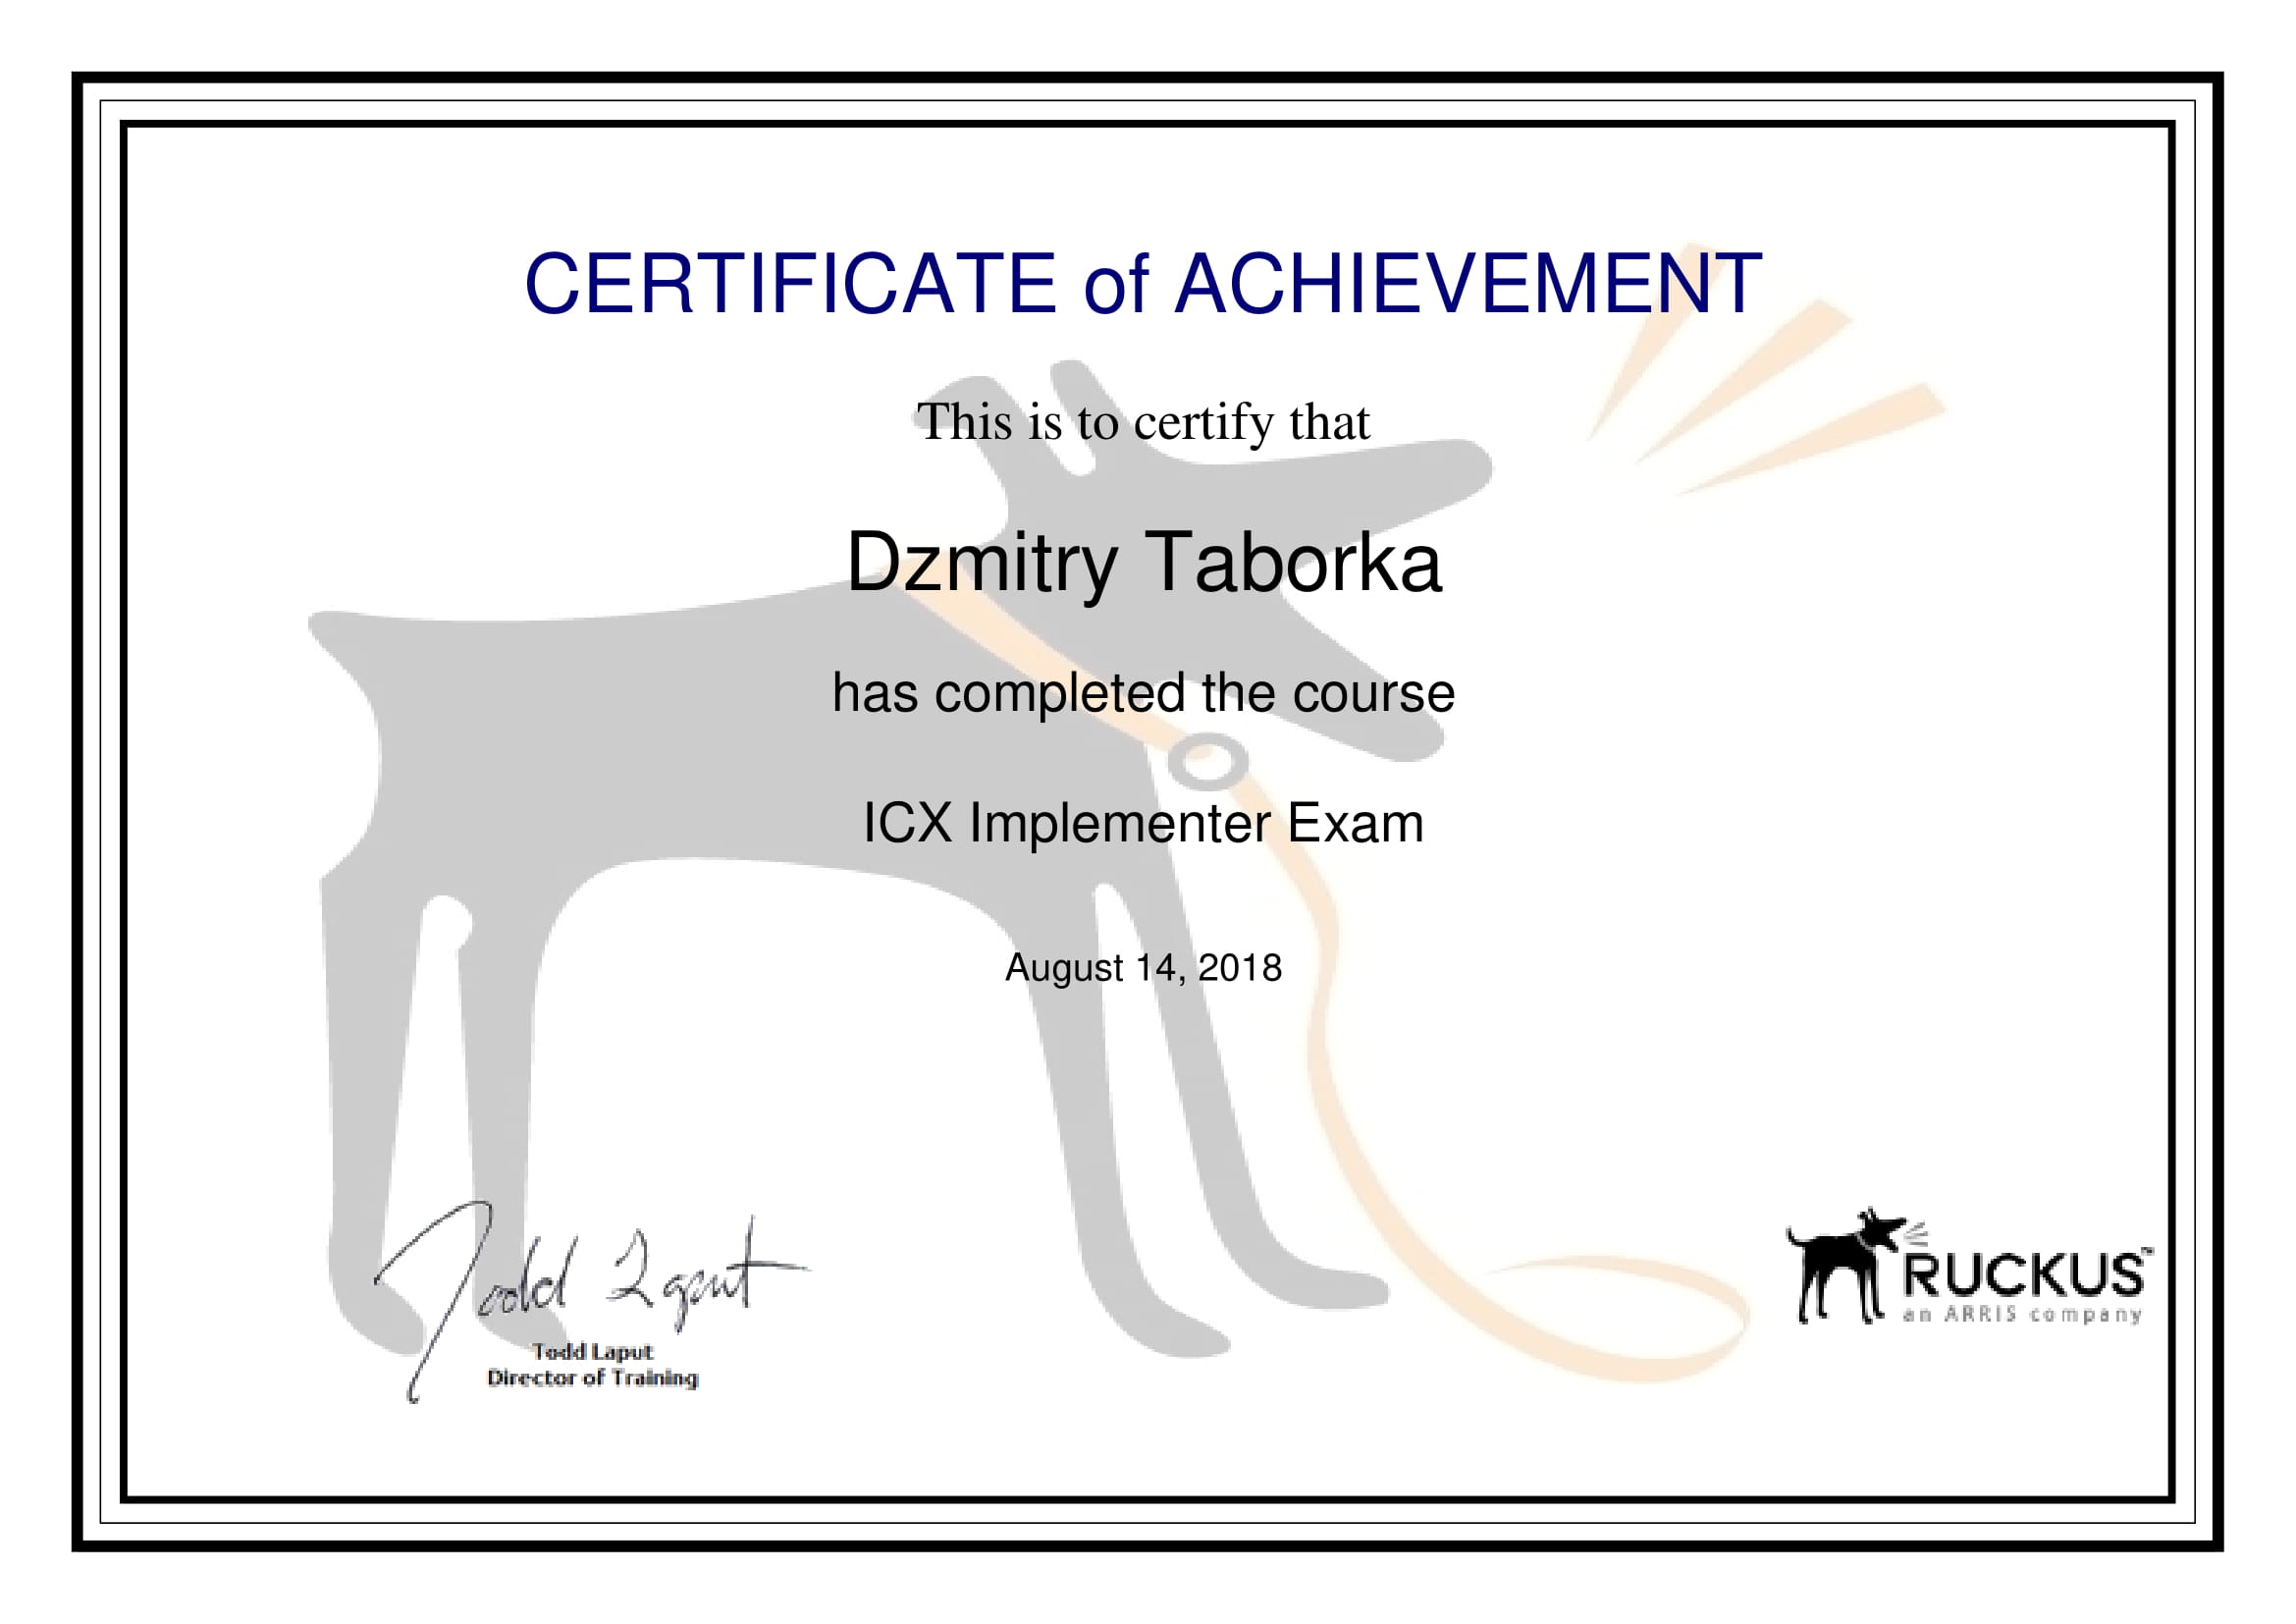 CERTIFICATE of ACHIEVEMENT
This is to certify that
Dzmitry Taborka
has completed the course
ICX Implementer Exam
August 14, 2018
Todd Laput
Todd Laput
Director of Training
RUCKUS™
an ARRIS company